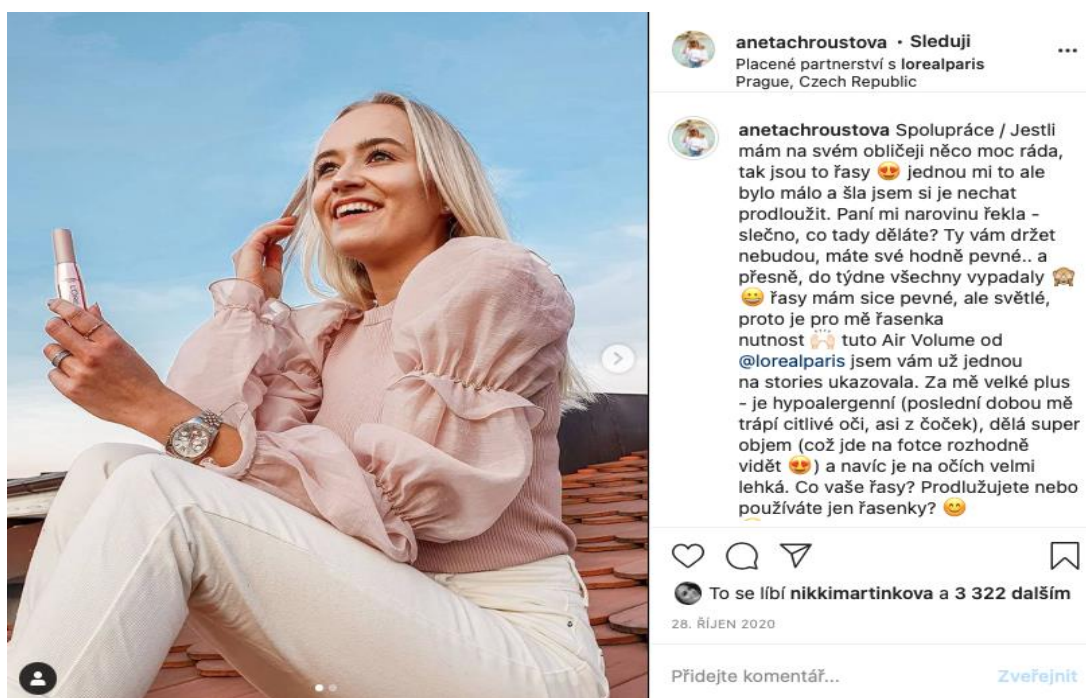 anetachroustova • Sleduji
Placené partnerství s lorealparis
Prague, Czech Republic
anetachroustova Spolupráce / Jestli
mám na svém obličeji něco moc ráda,
tak jsou to řasy 😍 jednou mi to ale
bylo málo a šla jsem si je nechat
prodloužit. Paní mi narovinu řekla -
slečno, co tady děláte? Ty vám držet
nebudou, máte své hodně pevné.. a
přesně, do týdne všechny vypadaly 🙈
😀 řasy mám sice pevné, ale světlé,
proto je pro mě řasenka
nutnost 🙌🏻 tuto Air Volume od
@lorealparis jsem vám už jednou
na stories ukazovala. Za mě velké plus
- je hypoalergenní (poslední dobou mě
trápí citlivé oči, asi z čoček), dělá super
objem (což jde na fotce rozhodně
vidět 😍) a navíc je na očích velmi
lehká. Co vaše řasy? Prodlužujete nebo
používáte jen řasenky? 😊
To se líbí nikkimartinkova a 3 322 dalším
28. ŘÍJEN 2020
Přidejte komentář...
Zveřejnit